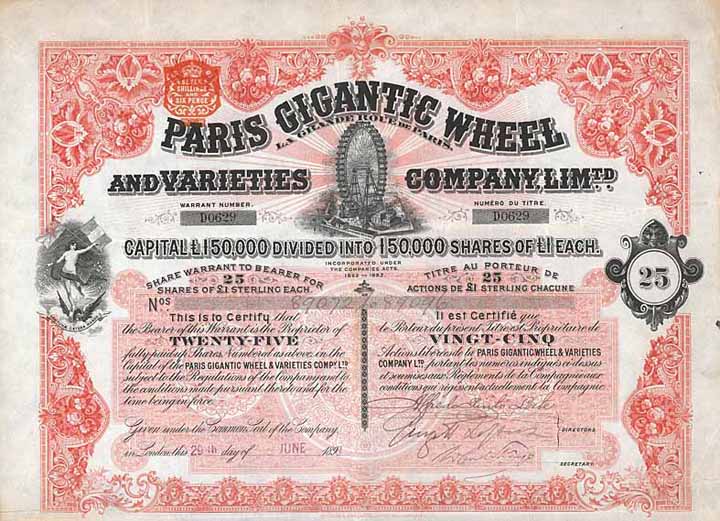 SIXTY
SHILLINGS
AND
SIX PENCE
PARIS GIGANTIC WHEEL
LA GRANDE ROUE DE PARIS.
AND VARIETIES COMPANY, LIMTD.
WARRANT NUMBER. NUMÉRO DU TITRE.
D0629 D0629
CAPITAL £150,000 DIVIDED INTO 150,000 SHARES OF £1 EACH.
INCORPORATED UNDER
THE COMPANIES ACTS,
1862 TO 1893.
SHARE WARRANT TO BEARER FOR
25
SHARES OF £1 STERLING EACH.
TITRE AU PORTEUR DE
25
ACTIONS DE £1 STERLING CHACUNE
25
Nos
This is to Certify that
the Bearer of this Warrant is the Proprietor of
TWENTY-FIVE
fully paid up Shares, Numbered as above, in the
Capital of the PARIS GIGANTIC WHEEL & VARIETIES COMPY. LTD.
subject to the Regulations of the Company and to
the conditions made pursuant thereto and for the
time being in force.
Given under the Common Seal of the Company,
in London this 29th day of JUNE 1898
Il est Certifié que
le Porteur du present Titre est Propriétaire de
VINGT-CINQ
Actions libérées de la PARIS GIGANTIC WHEEL & VARIETIES
COMPANY LTD. portant les numéros indiqués ci-dessus
et soumis aux Réglements de la Compagnie aux
conditions qui régissent actuellement la Compagnie
DIRECTORS.
SECRETARY.